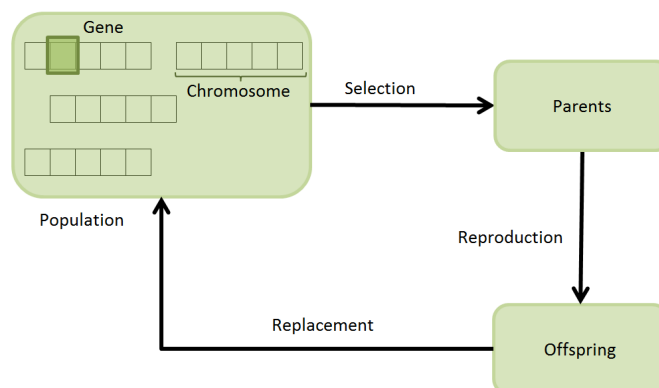 Gene
Chromosome
Selection
Parents
Population
Reproduction
Replacement
Offspring